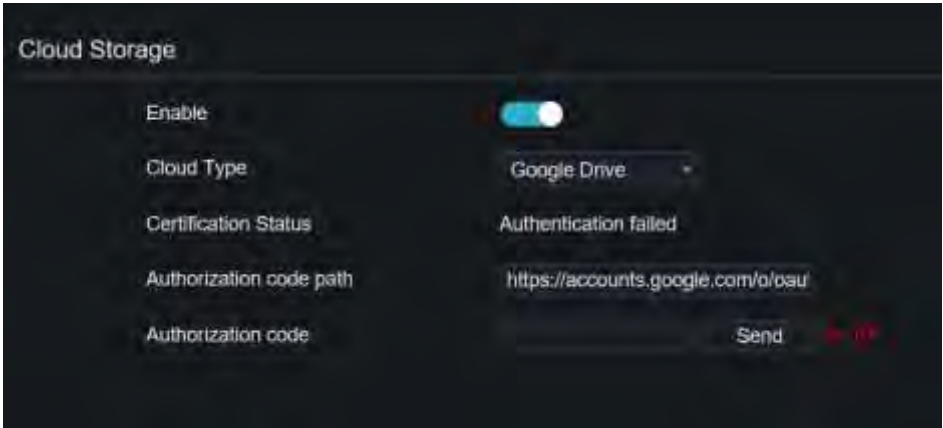 Cloud Storage
Enable
Cloud Type Google Drive
Certification Status Authentication failed
Authorization code path https://accounts.google.com/o/oau
Authorization code Send